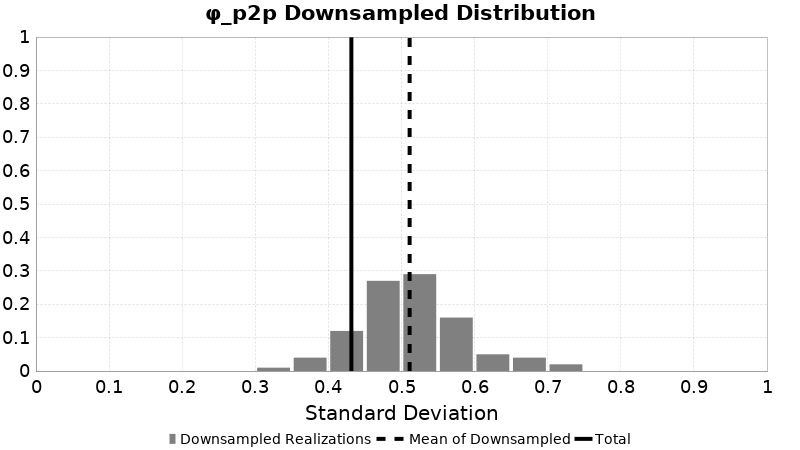 φ_p2p Downsampled Distribution
1
0.9
0.8
0.7
0.6
0.5
0.4
0.3
0.2
0.1
0
0 0.1 0.2 0.3 0.4 0.5 0.6 0.7 0.8 0.9 1
Standard Deviation
Downsampled Realizations Mean of Downsampled Total